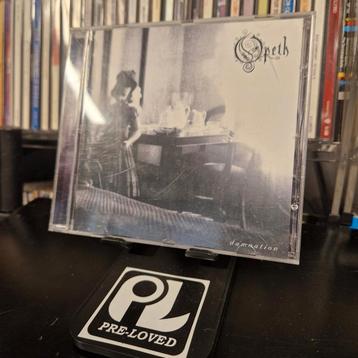 Opeth
damnation
PL
PRE-LOVED